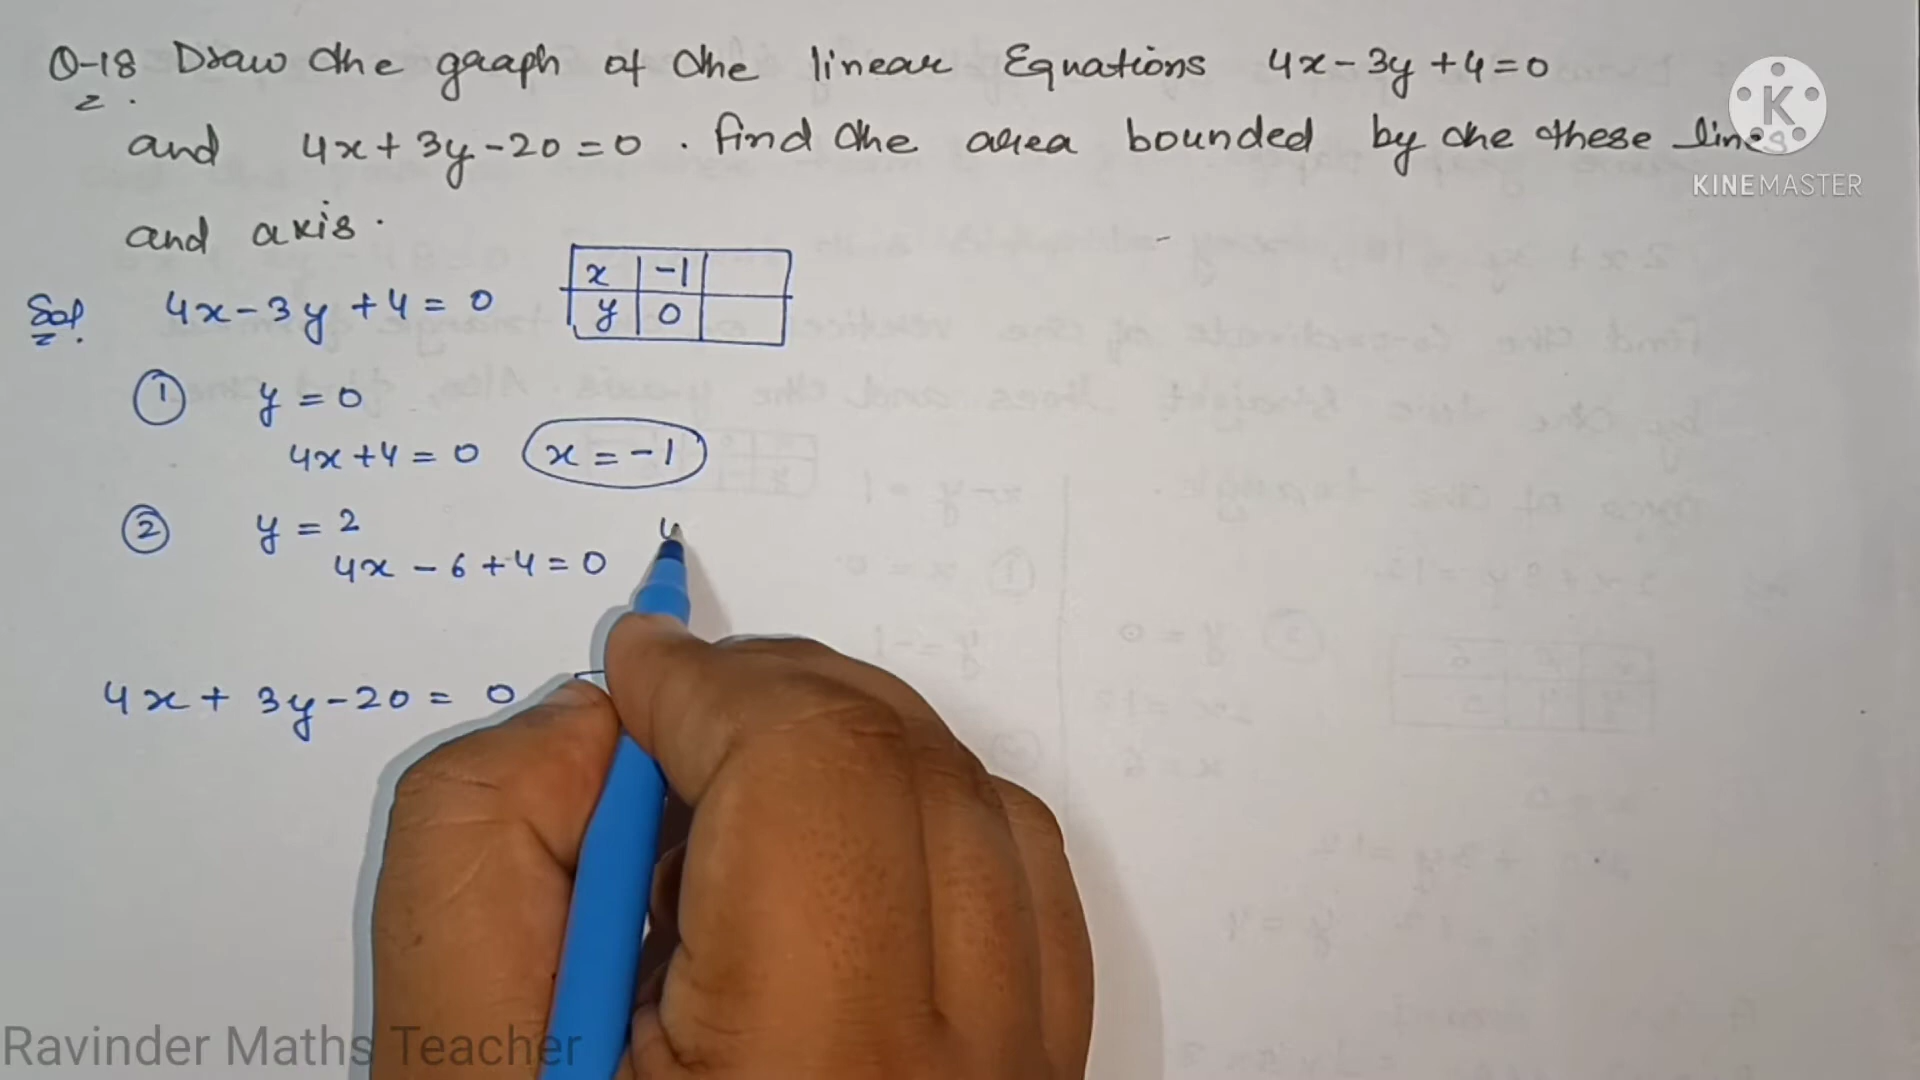 Q-18 Draw the graph of the linear Equations 4x-3y+4=0
and 4x+3y-20=0. find the area bounded by the these lines
and axis.
KINEMASTER
Sol. 4x-3y+4=0
x -1
y 0
① y=0
4x+4=0 x=-1
② y=2
4x-6+4=0 4
4x+3y-20=0
Ravinder Maths Teacher